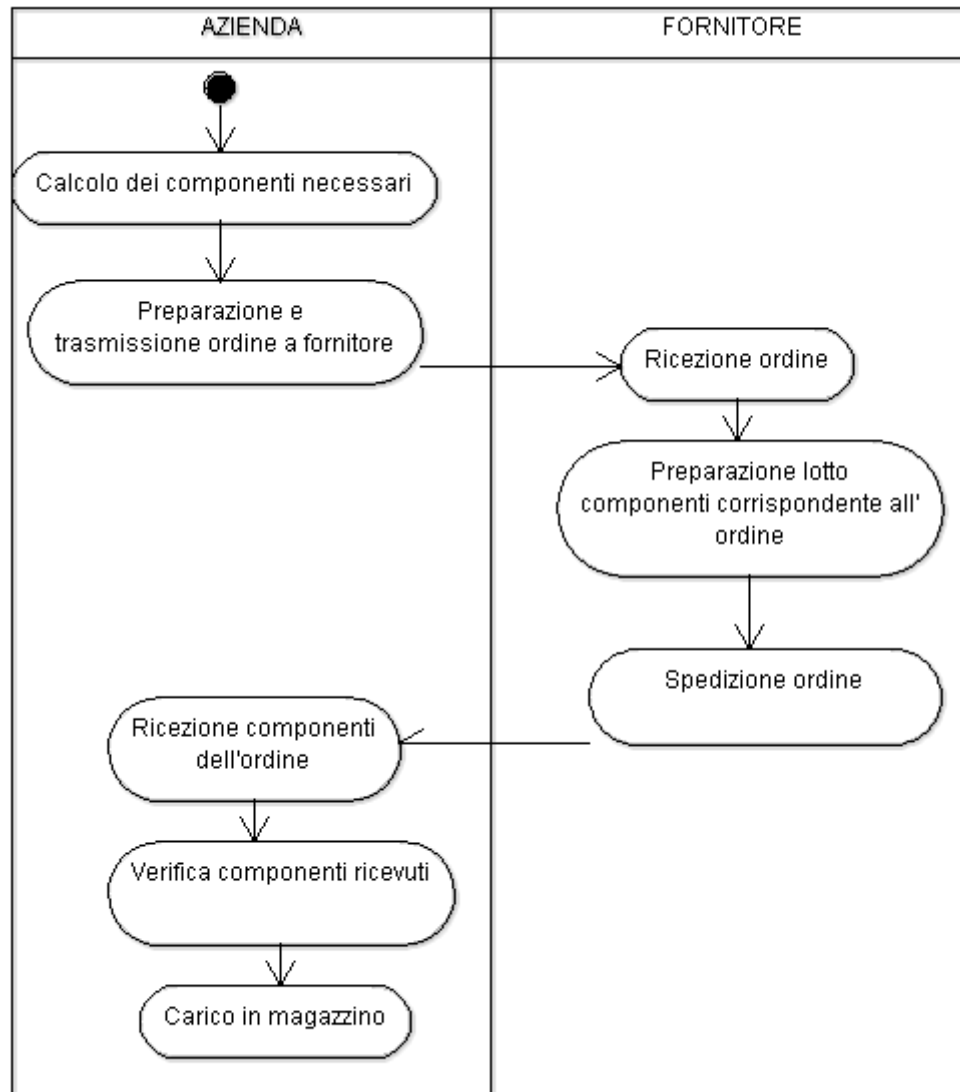 AZIENDA
FORNITORE
Calcolo dei componenti necessari
Preparazione e
trasmissione ordine a fornitore
Ricezione ordine
Preparazione lotto
componenti corrispondente all'
ordine
Spedizione ordine
Ricezione componenti
dell'ordine
Verifica componenti ricevuti
Carico in magazzino